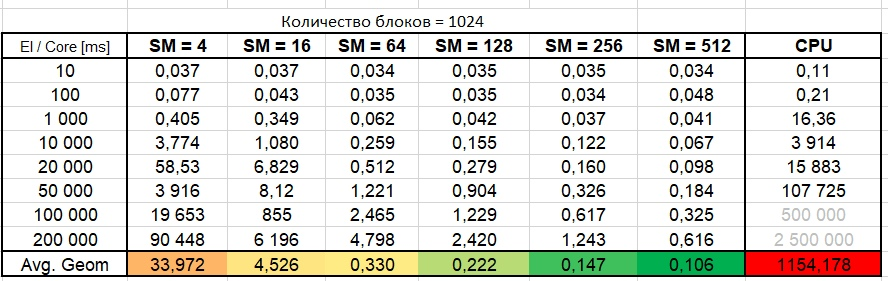 Количество блоков = 1024
El / Core [ms] SM = 4 SM = 16 SM = 64 SM = 128 SM = 256 SM = 512 CPU
10 0,037 0,037 0,034 0,035 0,035 0,034 0,11
100 0,077 0,043 0,035 0,035 0,034 0,048 0,21
1 000 0,405 0,349 0,062 0,042 0,037 0,041 16,36
10 000 3,774 1,080 0,259 0,155 0,122 0,067 3 914
20 000 58,53 6,829 0,512 0,279 0,160 0,098 15 883
50 000 3 916 8,12 1,221 0,904 0,326 0,184 107 725
100 000 19 653 855 2,465 1,229 0,617 0,325 500 000
200 000 90 448 6 196 4,798 2,420 1,243 0,616 2 500 000
Avg. Geom 33,972 4,526 0,330 0,222 0,147 0,106 1154,178